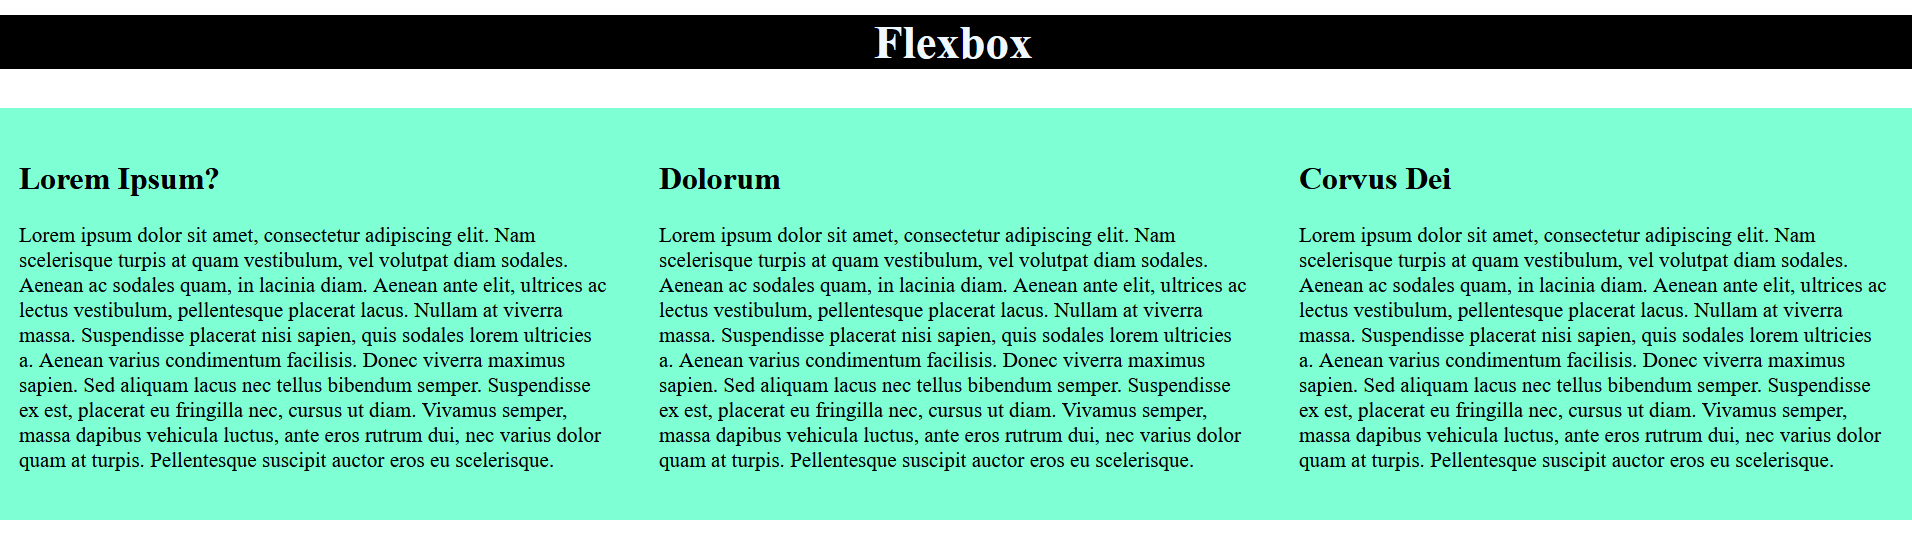 Flexbox
Lorem Ipsum?
Lorem ipsum dolor sit amet, consectetur adipiscing elit. Nam
scelerisque turpis at quam vestibulum, vel volutpat diam sodales.
Aenean ac sodales quam, in lacinia diam. Aenean ante elit, ultrices ac
lectus vestibulum, pellentesque placerat lacus. Nullam at viverra
massa. Suspendisse placerat nisi sapien, quis sodales lorem ultricies
a. Aenean varius condimentum facilisis. Donec viverra maximus
sapien. Sed aliquam lacus nec tellus bibendum semper. Suspendisse
ex est, placerat eu fringilla nec, cursus ut diam. Vivamus semper,
massa dapibus vehicula luctus, ante eros rutrum dui, nec varius dolor
quam at turpis. Pellentesque suscipit auctor eros eu scelerisque.
Dolorum
Lorem ipsum dolor sit amet, consectetur adipiscing elit. Nam
scelerisque turpis at quam vestibulum, vel volutpat diam sodales.
Aenean ac sodales quam, in lacinia diam. Aenean ante elit, ultrices ac
lectus vestibulum, pellentesque placerat lacus. Nullam at viverra
massa. Suspendisse placerat nisi sapien, quis sodales lorem ultricies
a. Aenean varius condimentum facilisis. Donec viverra maximus
sapien. Sed aliquam lacus nec tellus bibendum semper. Suspendisse
ex est, placerat eu fringilla nec, cursus ut diam. Vivamus semper,
massa dapibus vehicula luctus, ante eros rutrum dui, nec varius dolor
quam at turpis. Pellentesque suscipit auctor eros eu scelerisque.
Corvus Dei
Lorem ipsum dolor sit amet, consectetur adipiscing elit. Nam
scelerisque turpis at quam vestibulum, vel volutpat diam sodales.
Aenean ac sodales quam, in lacinia diam. Aenean ante elit, ultrices ac
lectus vestibulum, pellentesque placerat lacus. Nullam at viverra
massa. Suspendisse placerat nisi sapien, quis sodales lorem ultricies
a. Aenean varius condimentum facilisis. Donec viverra maximus
sapien. Sed aliquam lacus nec tellus bibendum semper. Suspendisse
ex est, placerat eu fringilla nec, cursus ut diam. Vivamus semper,
massa dapibus vehicula luctus, ante eros rutrum dui, nec varius dolor
quam at turpis. Pellentesque suscipit auctor eros eu scelerisque.